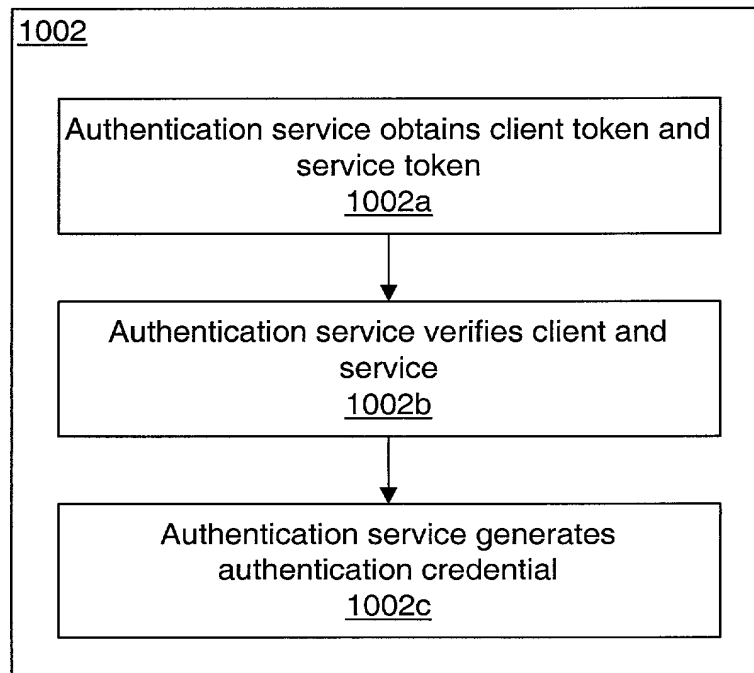 1002
Authentication service obtains client token and
service token
1002a
Authentication service verifies client and
service
1002b
Authentication service generates
authentication credential
1002c